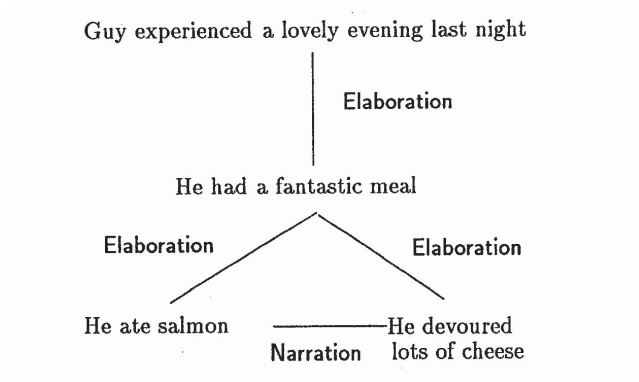 Guy experienced a lovely evening last night
Elaboration
He had a fantastic meal
Elaboration
Elaboration
He ate salmon
He devoured
Narration
lots of cheese